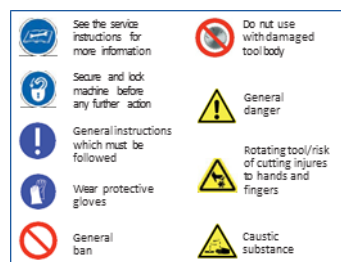 See the service
instructions for
more information
Secure and lock
machine before
any further action
General instructions
which must be
followed
Wear protective
gloves
General
ban
Do nut use
with damaged
tool body
General
danger
Rotating tool/risk
of cutting injures
to hands and
fingers
Caustic
substance